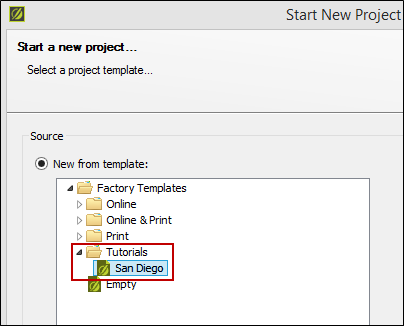 Start New Project
Start a new project...
Select a project template...
Source
New from template:
Factory Templates
Online
Online & Print
Print
Tutorials
San Diego
Empty